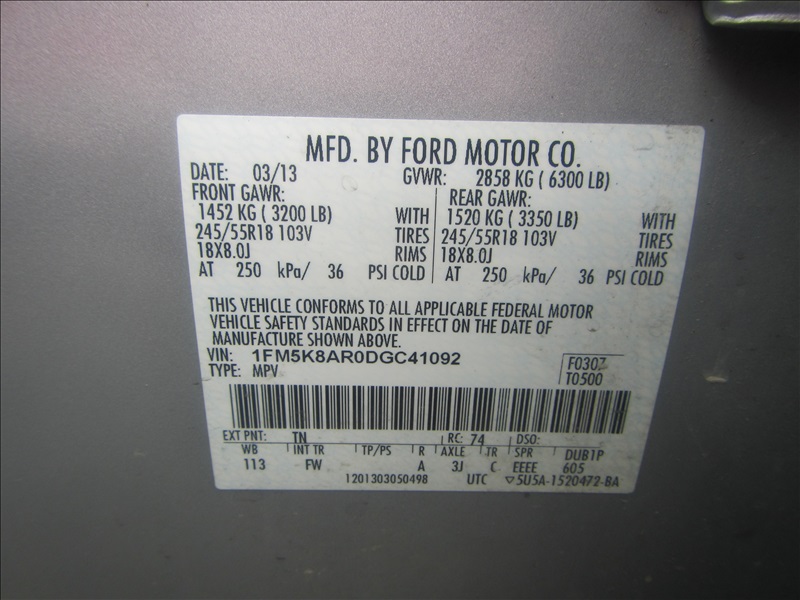 MFD. BY FORD MOTOR CO.
DATE: 03/13 GVWR: 2858 KG ( 6300 LB)
FRONT GAWR: REAR GAWR:
1452 KG ( 3200 LB) WITH 1520 KG ( 3350 LB) WITH
245/55R18 103V TIRES 245/55R18 103V TIRES
18X8.0J RIMS 18X8.0J RIMS
AT 250 kPa/ 36 PSI COLD AT 250 kPa/ 36 PSI COLD
THIS VEHICLE CONFORMS TO ALL APPLICABLE FEDERAL MOTOR
VEHICLE SAFETY STANDARDS IN EFFECT ON THE DATE OF
MANUFACTURE SHOWN ABOVE.
VIN: 1FM5K8AR0DGC41092 F0307
TYPE: MPV T0500
EXT PNT: TN RC: 74 DSO:
WB INT TR TP/PS R AXLE TR SPR DUB1P
113 FW A 3J C EEEE 605
1201303050498 UTC ▽5U5A-1520472-BA